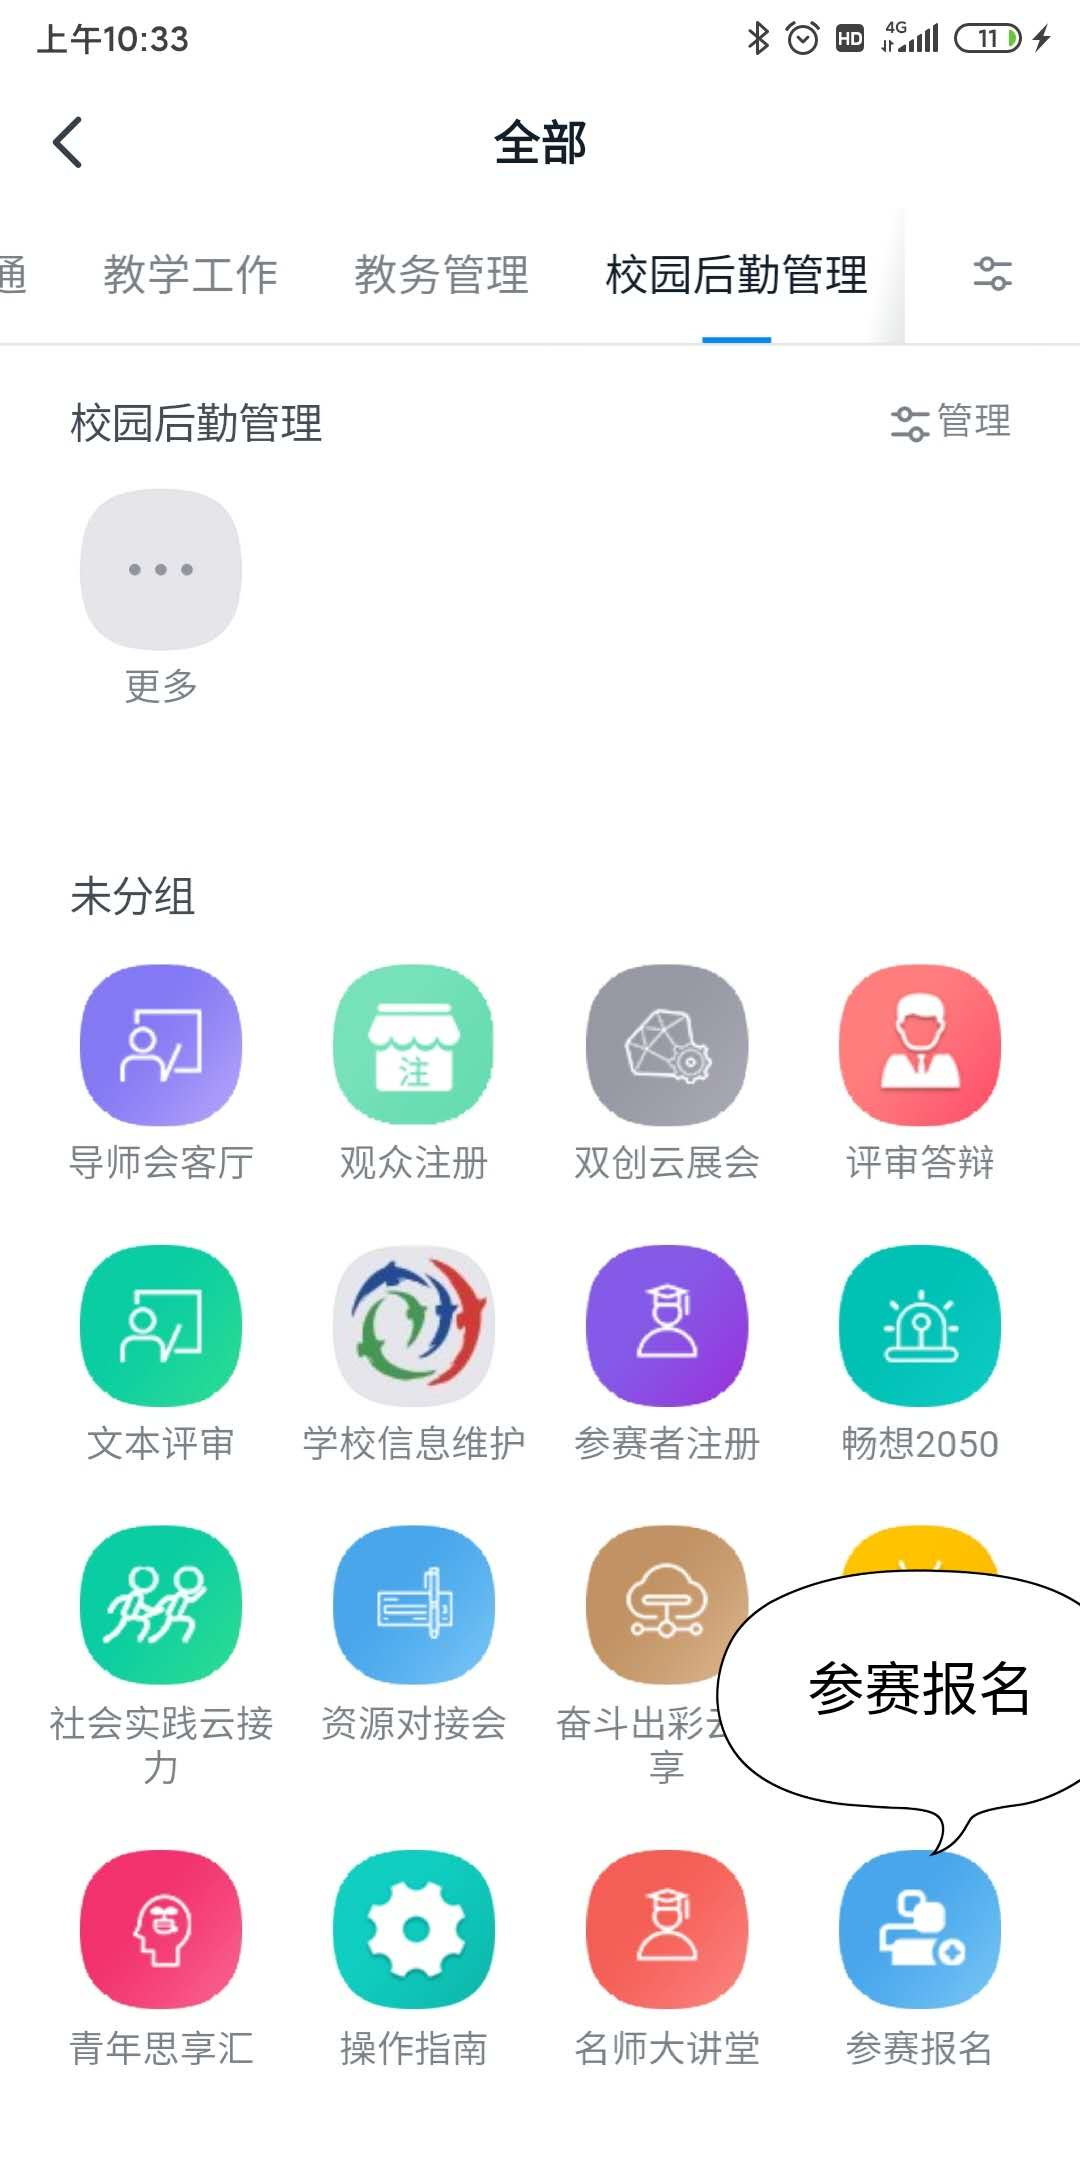 上午10:33
HD
4G
11
全部
通 教学工作 教务管理 校园后勤管理
校园后勤管理
管理
更多
未分组
注
导师会客厅 观众注册 双创云展会 评审答辩
文本评审 学校信息维护 参赛者注册 畅想2050
社会实践云接
力
资源对接会
奋斗出彩云
享
参赛报名
青年思享汇 操作指南 名师大讲堂 参赛报名